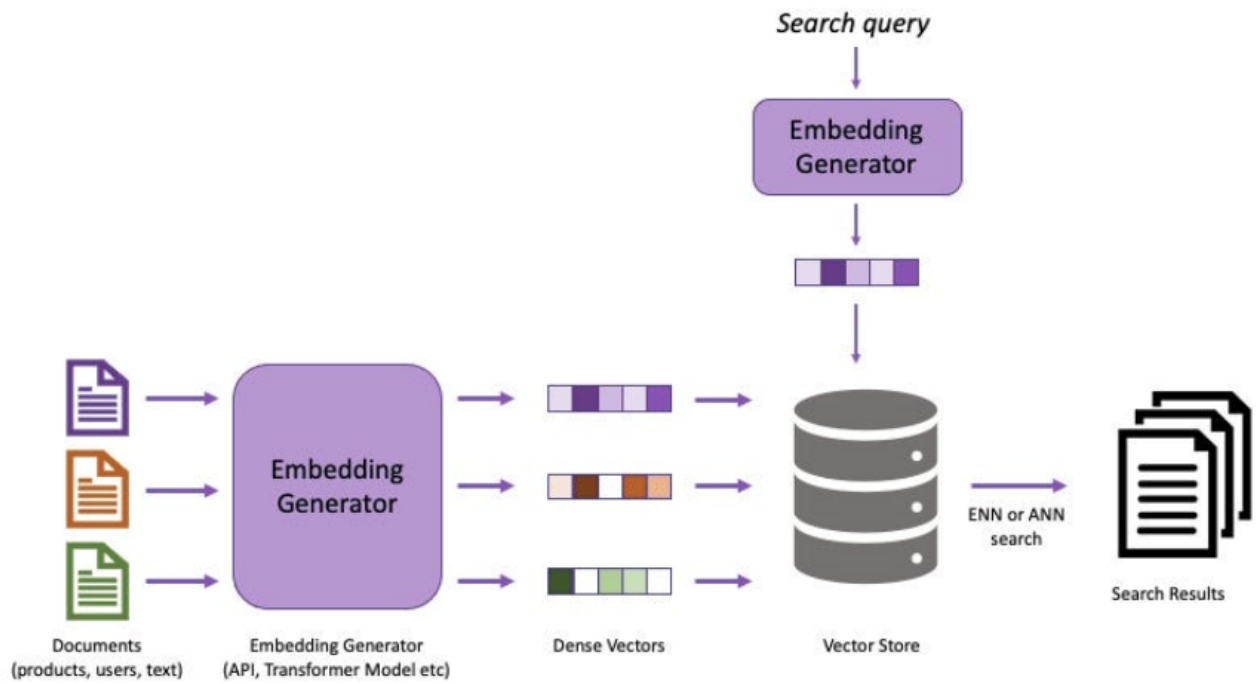 Search query
Embedding
Generator
Embedding
Generator
ENN or ANN
search
Search Results
Documents
(products, users, text)
Embedding Generator
(API, Transformer Model etc)
Dense Vectors
Vector Store